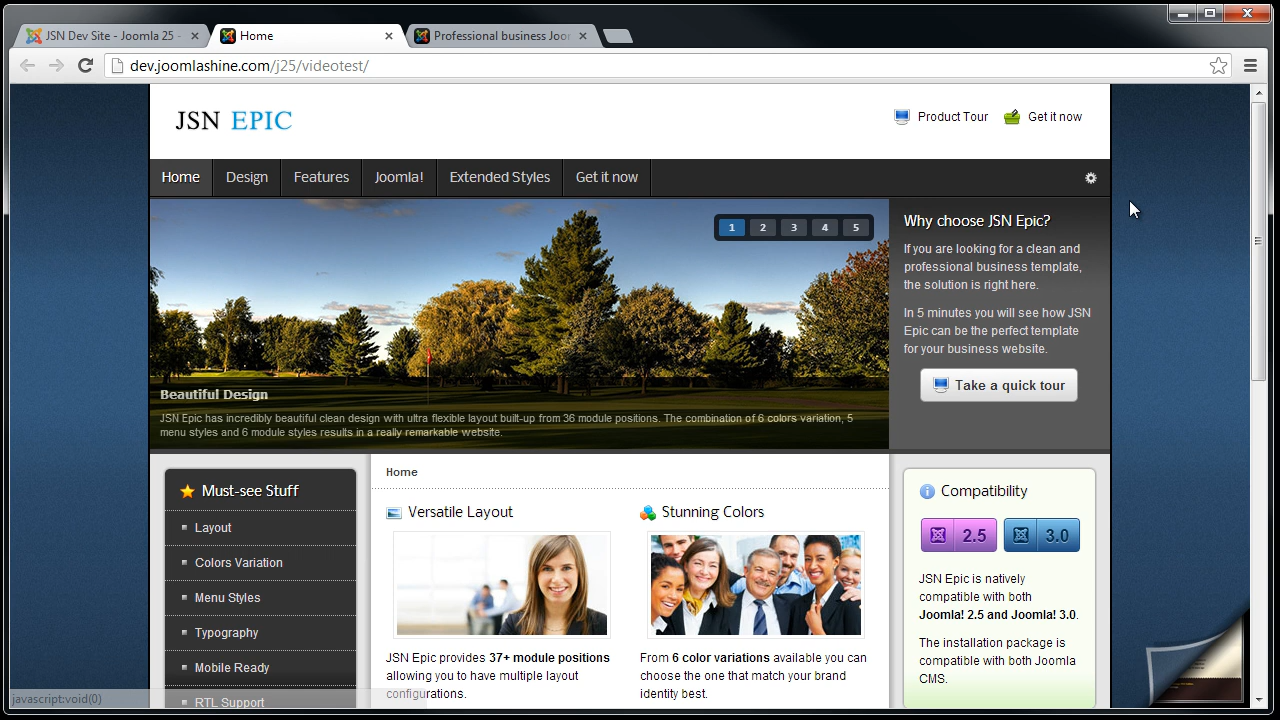 JSN Dev Site - Joomla 25 -
Home
Professional business Joo
dev.joomlashine.com/j25/videotest/
JSN EPIC
Product Tour
Get it now
Home
Design
Features
Joomla!
Extended Styles
Get it now
1 2 3 4 5
Beautiful Design
JSN Epic has incredibly beautiful clean design with ultra flexible layout built-up from 36 module positions. The combination of 6 colors variation, 5
menu styles and 6 module styles results in a really remarkable website.
Why choose JSN Epic?
If you are looking for a clean and
professional business template,
the solution is right here.
In 5 minutes you will see how JSN
Epic can be the perfect template
for your business website.
Take a quick tour
Must-see Stuff
Layout
Colors Variation
Menu Styles
Typography
Mobile Ready
RTL Support
Home
Versatile Layout
JSN Epic provides 37+ module positions
allowing you to have multiple layout
configurations.
Stunning Colors
From 6 color variations available you can
choose the one that match your brand
identity best.
Compatibility
2.5
3.0
JSN Epic is natively
compatible with both
Joomla! 2.5 and Joomla! 3.0.
The installation package is
compatible with both Joomla
CMS.
javascript:void(0)